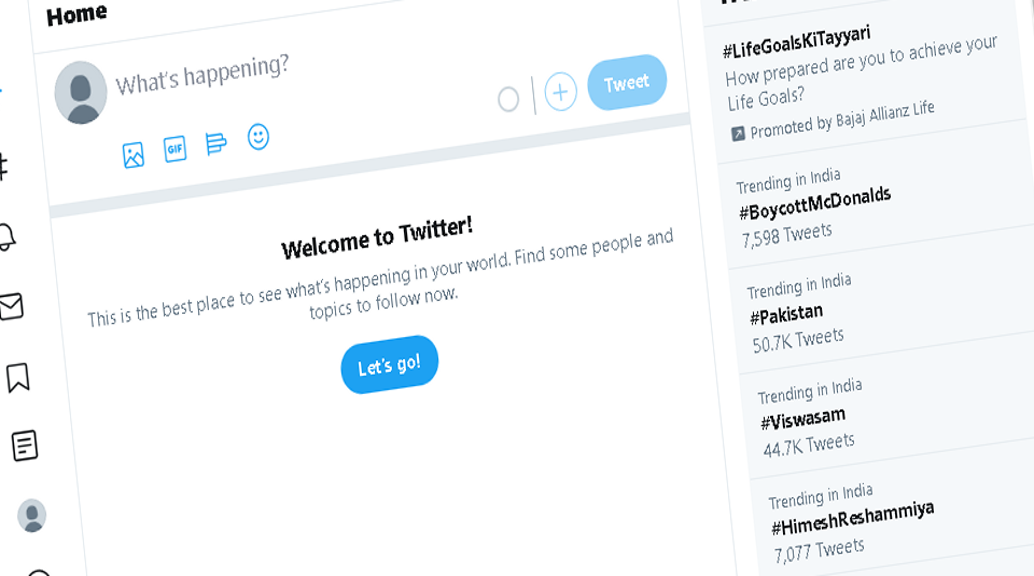 Home
What's happening?
GIF
Tweet
Welcome to Twitter!
This is the best place to see what's happening in your world. Find some people and
topics to follow now.
Let's go!
#LifeGoalsKiTayyari
How prepared are you to achieve your
Life Goals?
Promoted by Bajaj Allianz Life
Trending in India
#BoycottMcDonalds
7,598 Tweets
Trending in India
#Pakistan
50.7K Tweets
Trending in India
#Viswasam
44.7K Tweets
Trending in India
#HimeshReshammiya
7,077 Tweets